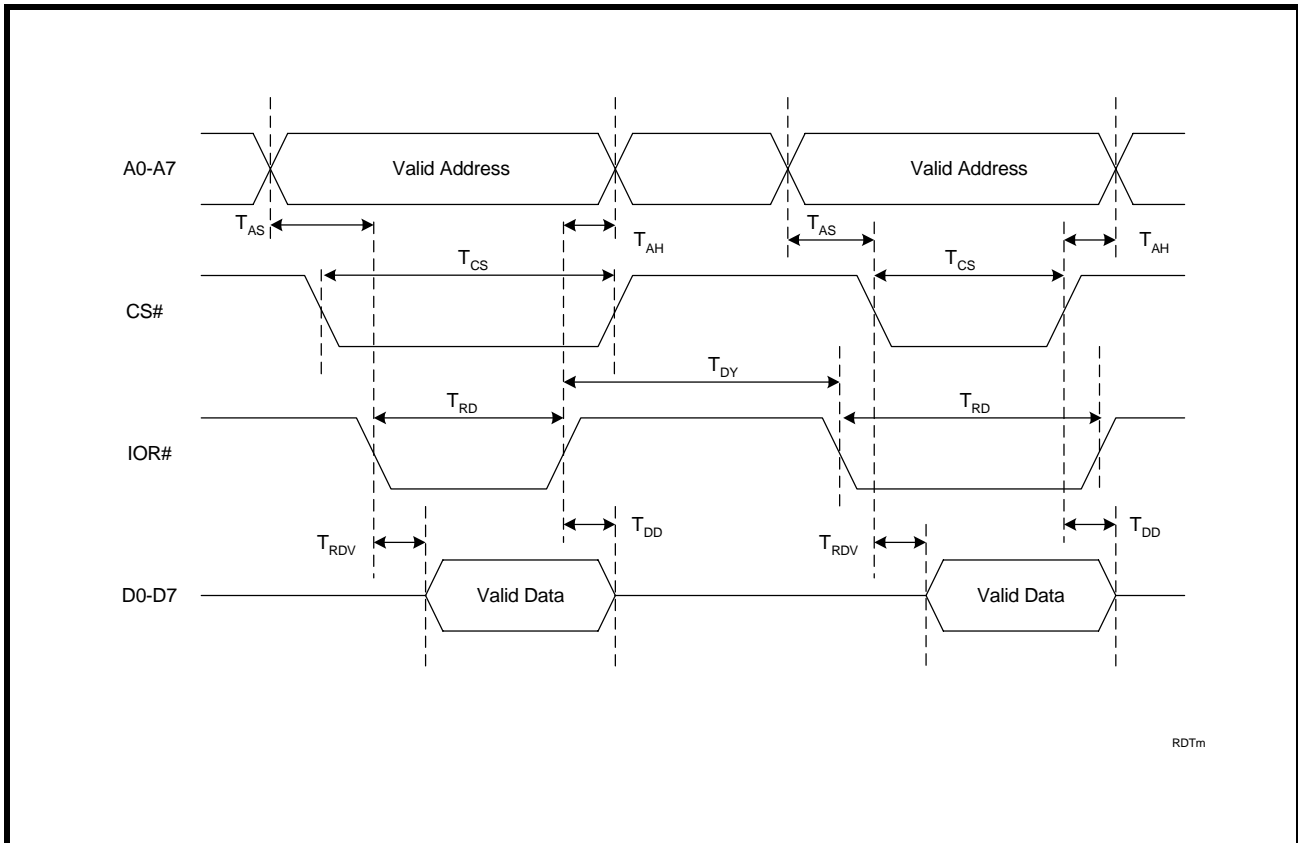 A0-A7
Valid Address
Valid Address
TAS
TAH
TAS
TAH
TCS
TCS
CS#
TDY
TRD
TRD
IOR#
TRDV
TDD
TRDV
TDD
D0-D7
Valid Data
Valid Data
RDTm